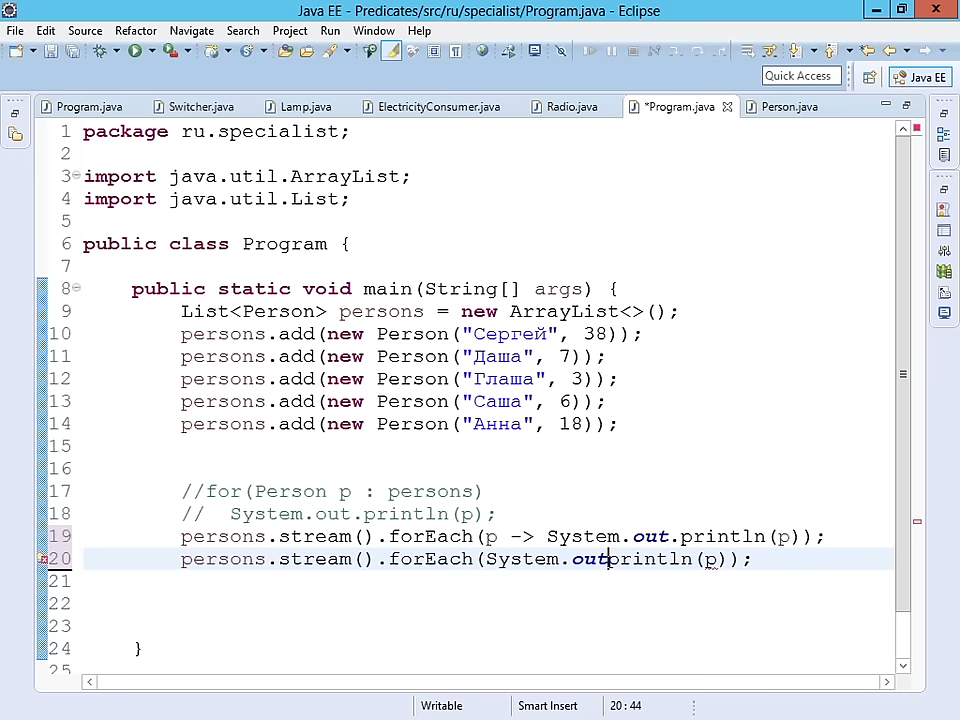 Java EE - Predicates/src/ru/specialist/Program.java - Eclipse
File Edit Source Refactor Navigate Search Project Run Window Help
Quick Access
Java EE
Program.java Switcher.java Lamp.java ElectricityConsumer.java Radio.java *Program.java Person.java
1 package ru.specialist;
2
3 import java.util.ArrayList;
4 import java.util.List;
5
6 public class Program {
7
8 public static void main(String[] args) {
9 List<Person> persons = new ArrayList<>();
10 persons.add(new Person("Сергей", 38));
11 persons.add(new Person("Даша", 7));
12 persons.add(new Person("Глаша", 3));
13 persons.add(new Person("Саша", 6));
14 persons.add(new Person("Анна", 18));
15
16
17 //for(Person p : persons)
18 // System.out.println(p);
19 persons.stream().forEach(p -> System.out.println(p));
20 persons.stream().forEach(System.outprintln(p));
21
22
23
24 }
25
Writable Smart Insert 20 : 44